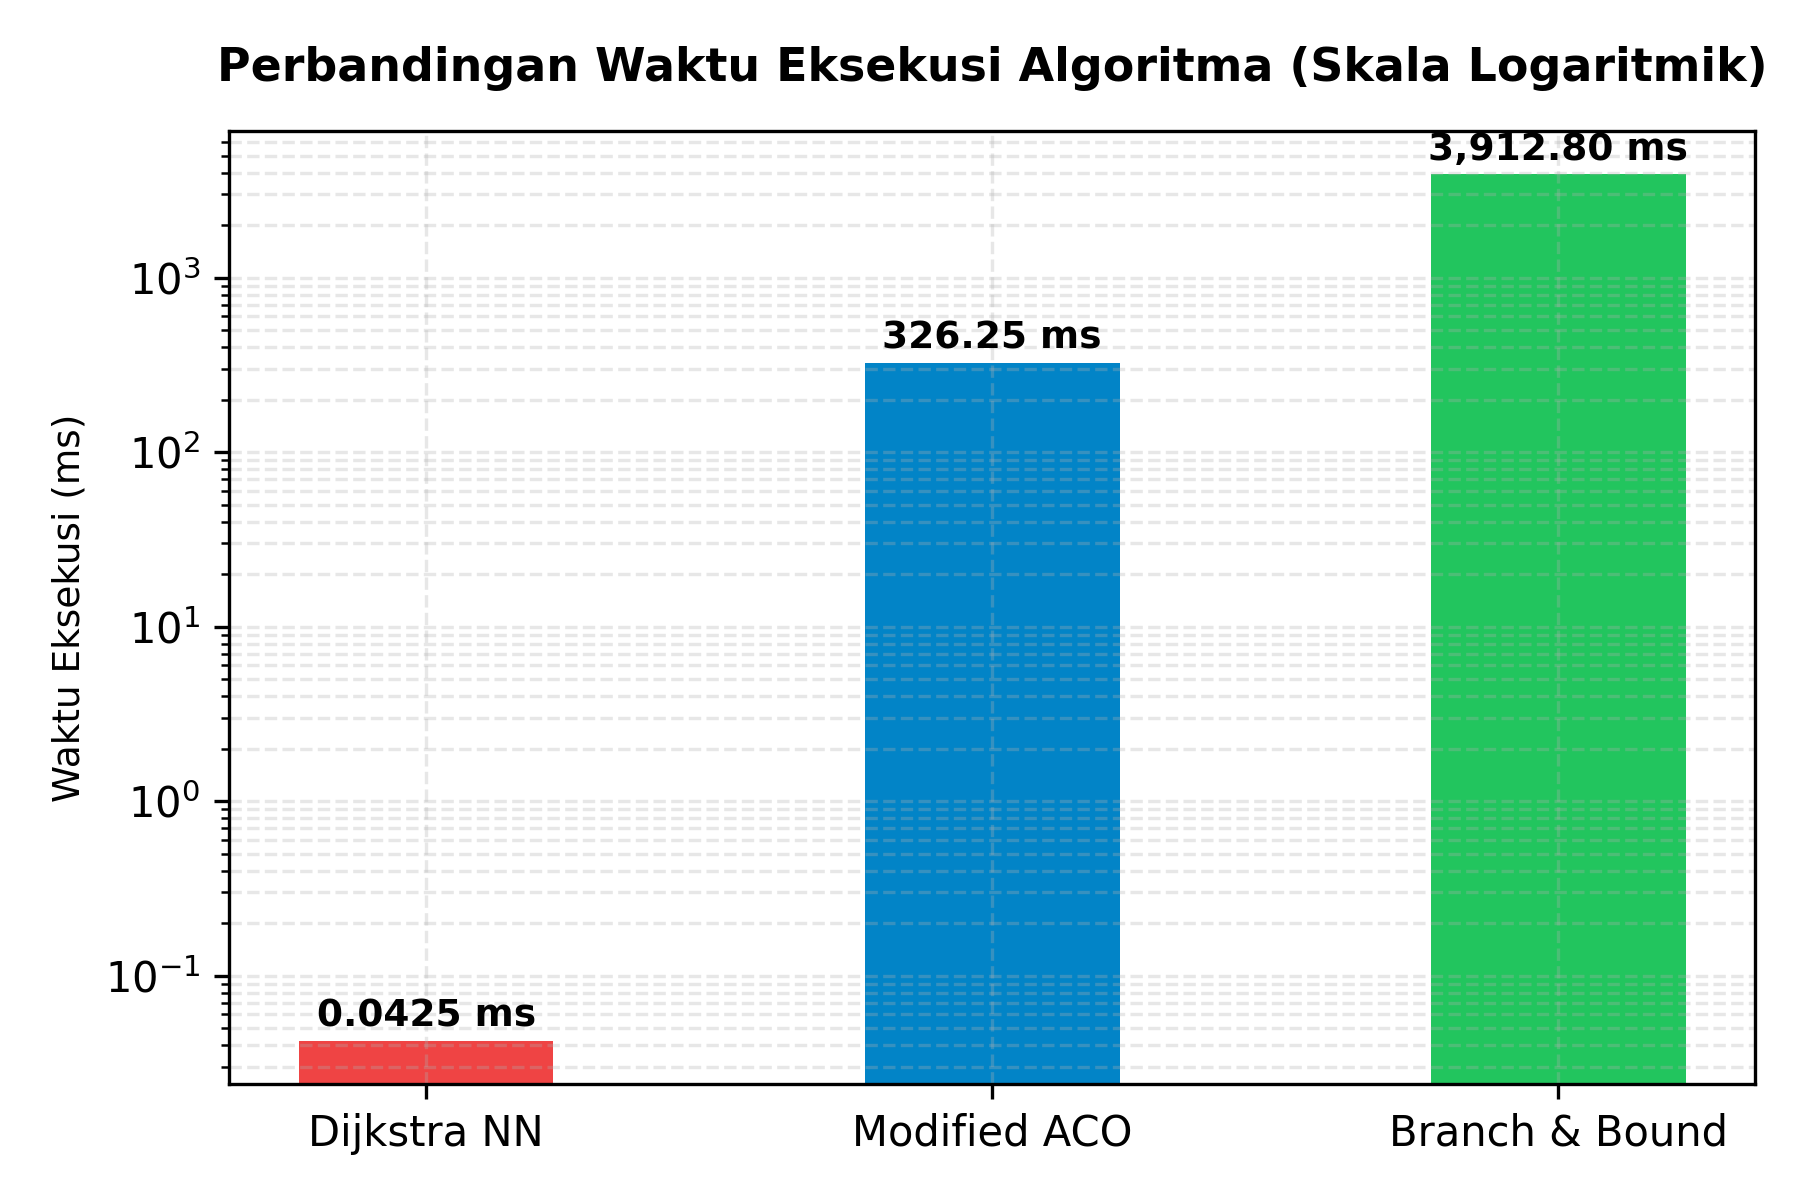 Perbandingan Waktu Eksekusi Algoritma (Skala Logaritmik)
Waktu Eksekusi (ms)
10³
10²
10¹
10⁰
10⁻¹
0.0425 ms
326.25 ms
3,912.80 ms
Dijkstra NN
Modified ACO
Branch & Bound